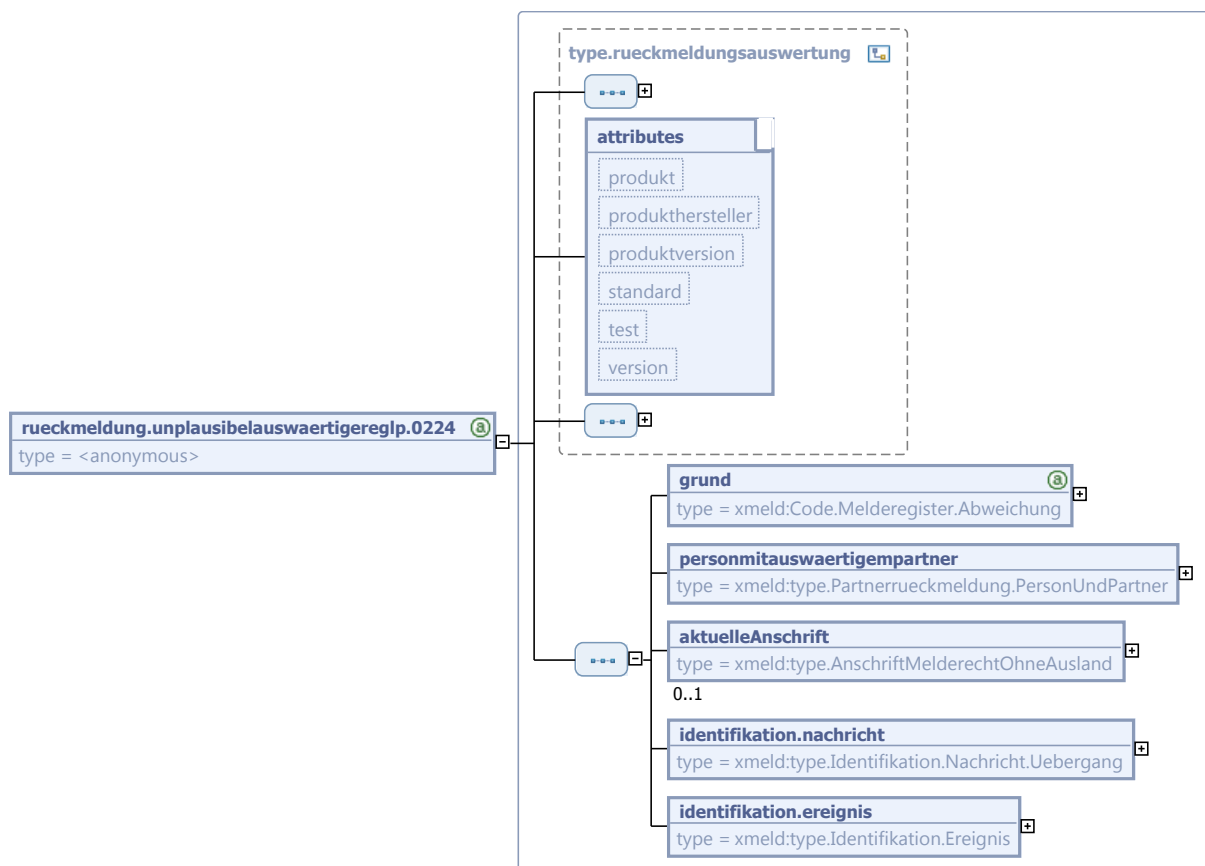 type.rueckmeldungsauswertung
attributes
produkt
produkthersteller
produktversion
standard
test
version
rueckmeldung.unplausibelauswaertigereglp.0224
type = <anonymous>
grund
type = xmeld:Code.Melderegister.Abweichung
personmitauswaertigempartner
type = xmeld:type.Partnerrueckmeldung.PersonUndPartner
aktuelleAnschrift
type = xmeld:type.AnschriftMelderechtOhneAusland
0..1
identifikation.nachricht
type = xmeld:type.Identifikation.Nachricht.Uebergang
identifikation.ereignis
type = xmeld:type.Identifikation.Ereignis